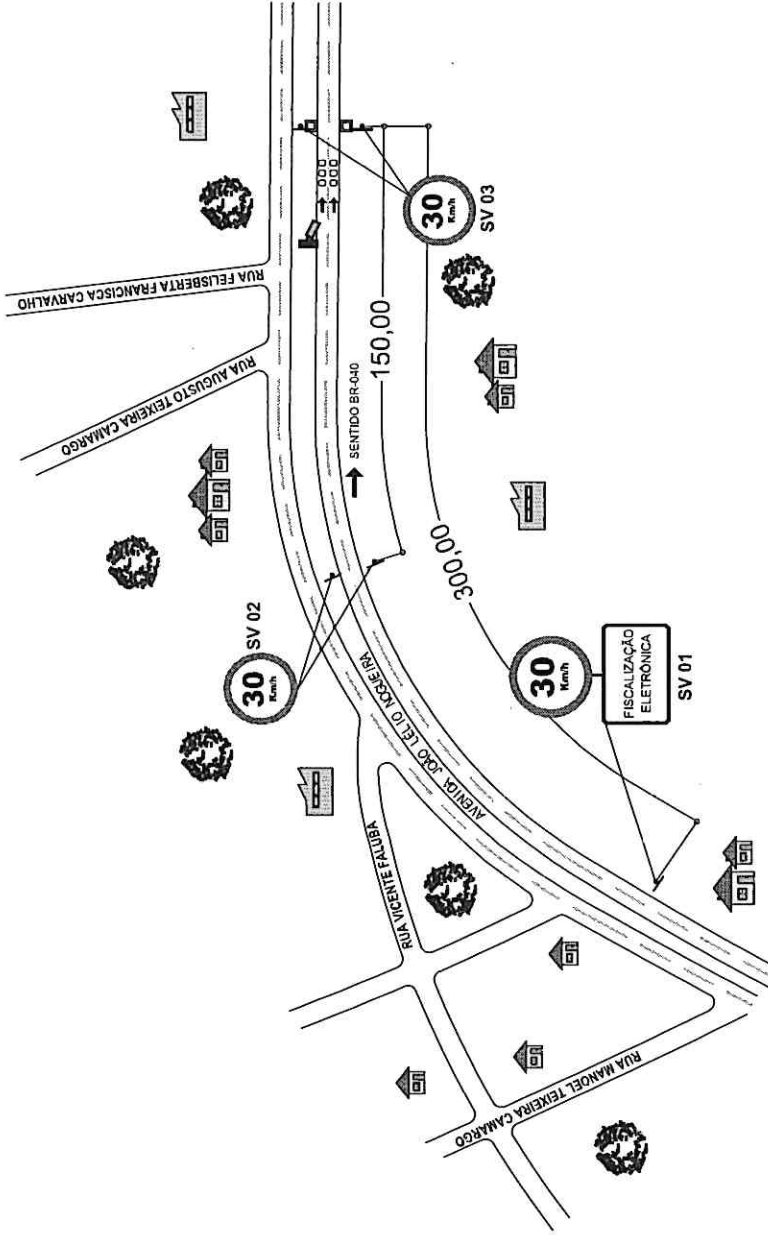 RUA FELISBERTA FRANCISCA CARVALHO
RUA AUGUSTO TEIXEIRA CAMARGO
30
Km/h
SV 03
150,00
SENTIDO BR-040
300,00
SV 02
30
Km/h
AVENIDA JOÃO LÉLIO NOGUEIRA
30
Km/h
FISCALIZAÇÃO
ELETRÔNICA
SV 01
RUA VICENTE FALUBA
RUA MANOEL TEIXEIRA CAMARGO